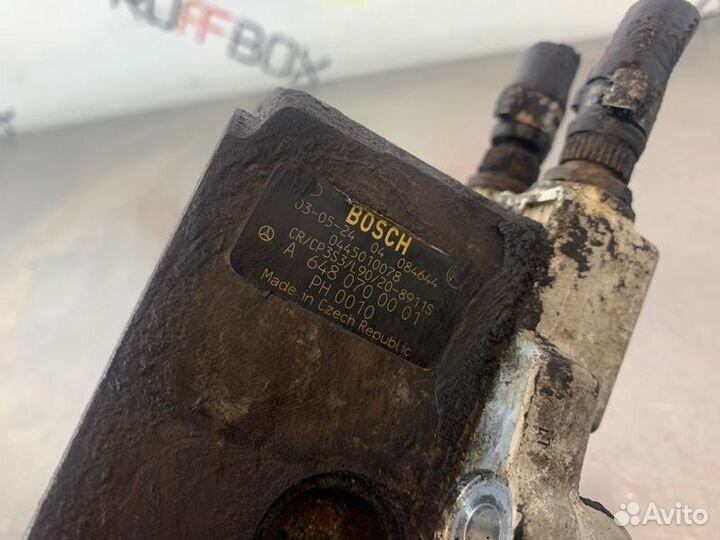 RUFFBOX
BOSCH
03-05-24 04 084644
0445010078
CR/CP3S3/L90/20-8911S
A 648 070 00 01
PH 0010
Made in Czech Republic
Avito